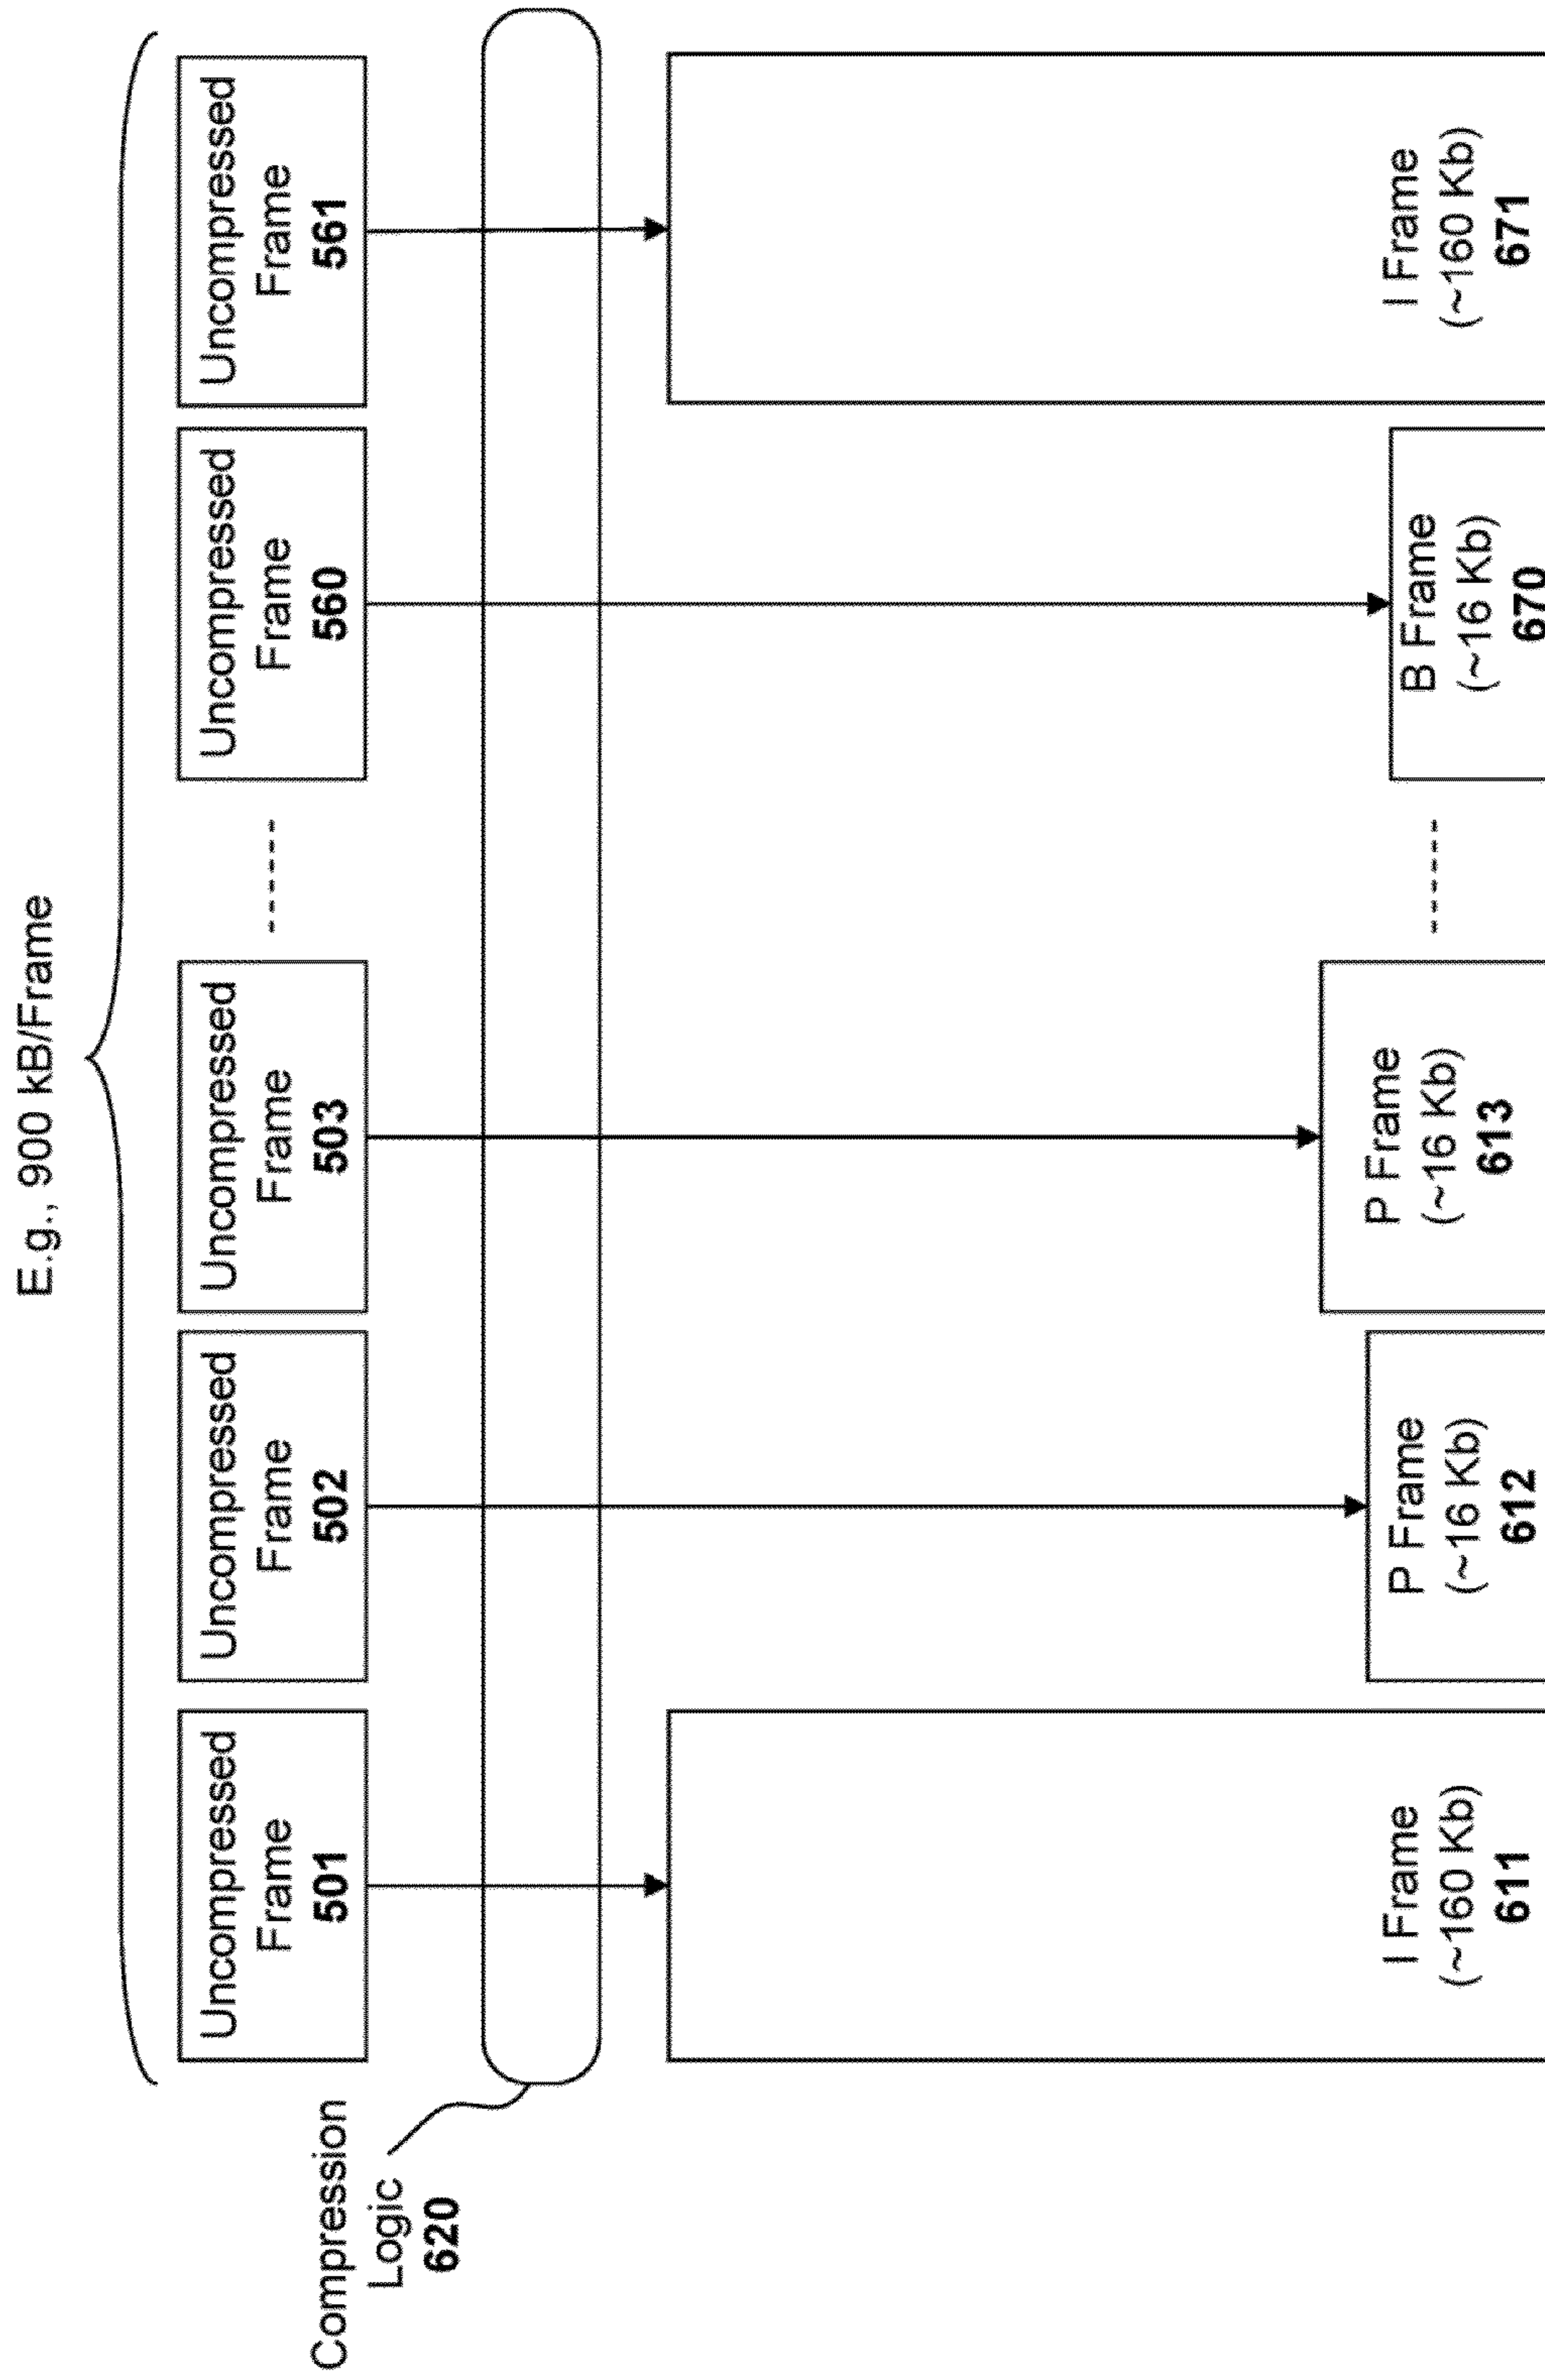 E.g., 900 kB/Frame
Uncompressed
Frame
501
Uncompressed
Frame
502
Uncompressed
Frame
503
------
Uncompressed
Frame
560
Uncompressed
Frame
561
Compression
Logic
620
I Frame
(~160 Kb)
611
P Frame
(~16 Kb)
612
P Frame
(~16 Kb)
613
------
B Frame
(~16 Kb)
670
I Frame
(~160 Kb)
671